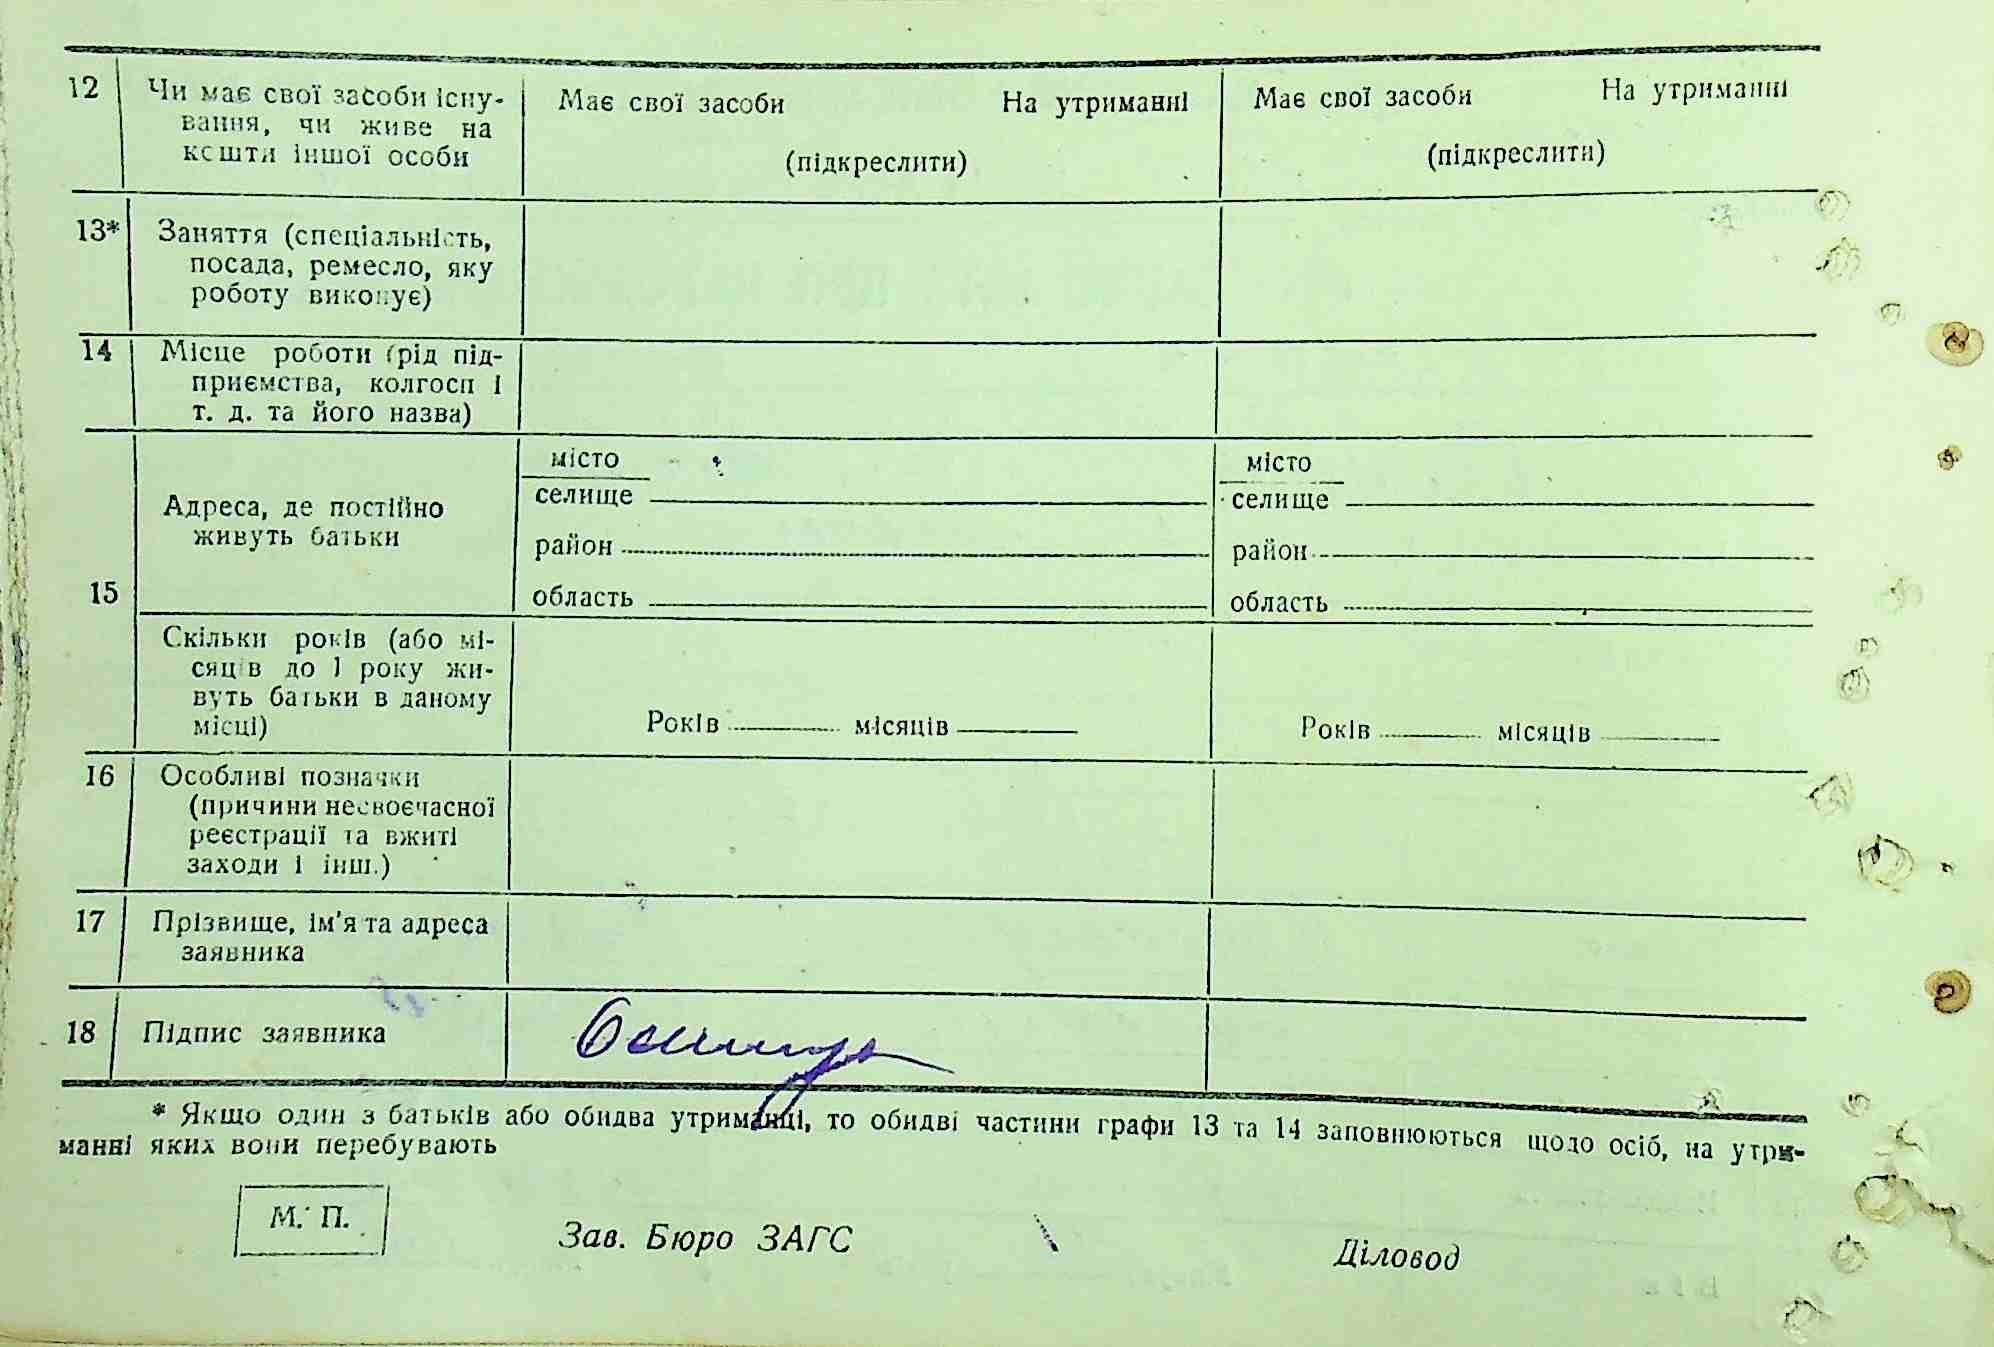 12 Чи має свої засоби існу- Має свої засоби На утриманні Має свої засоби На утриманні
вання, чи живе на
кошти іншої особи (підкреслити) (підкреслити)
13* Заняття (спеціальність,
посада, ремесло, яку
роботу виконує)
14 Місце роботи (рід під-
приємства, колгосп і
т. д. та його назва)
15 Адреса, де постійно
живуть батьки
місто місто
селище селище
район район
область область
Скільки років (або мі-
сяців до 1 року жи-
вуть батьки в даному
місці) Років місяців Років місяців
16 Особливі позначки
(причини несвоєчасної
реєстрації та вжиті
заходи і інш.)
17 Прізвище, ім'я та адреса
заявника
18 Підпис заявника
* Якщо один з батьків або обидва утриманці, то обидві частини графи 13 та 14 заповнюються щодо осіб, на утри-
манні яких вони перебувають
М. П. Зав. Бюро ЗАГС Діловод